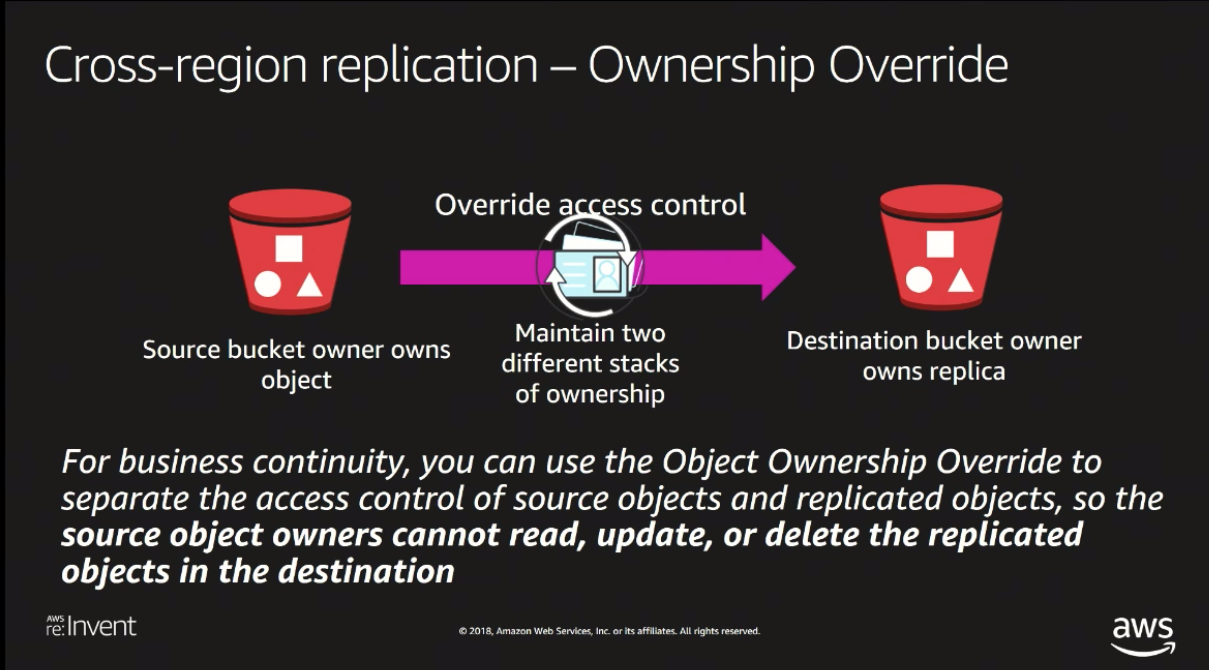 Cross-region replication – Ownership Override
Override access control
Source bucket owner owns
object
Maintain two
different stacks
of ownership
Destination bucket owner
owns replica
For business continuity, you can use the Object Ownership Override to
separate the access control of source objects and replicated objects, so the
source object owners cannot read, update, or delete the replicated
objects in the destination
AWS
re:Invent
© 2018, Amazon Web Services, Inc. or its affiliates. All rights reserved.
aws